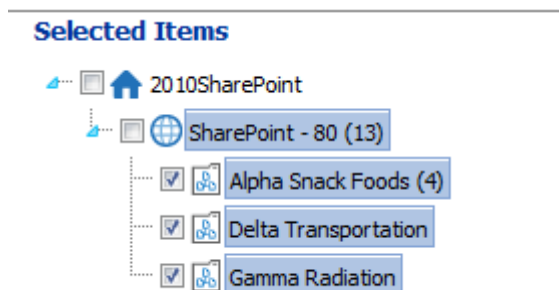 Selected Items
2010SharePoint
SharePoint - 80 (13)
Alpha Snack Foods (4)
Delta Transportation
Gamma Radiation